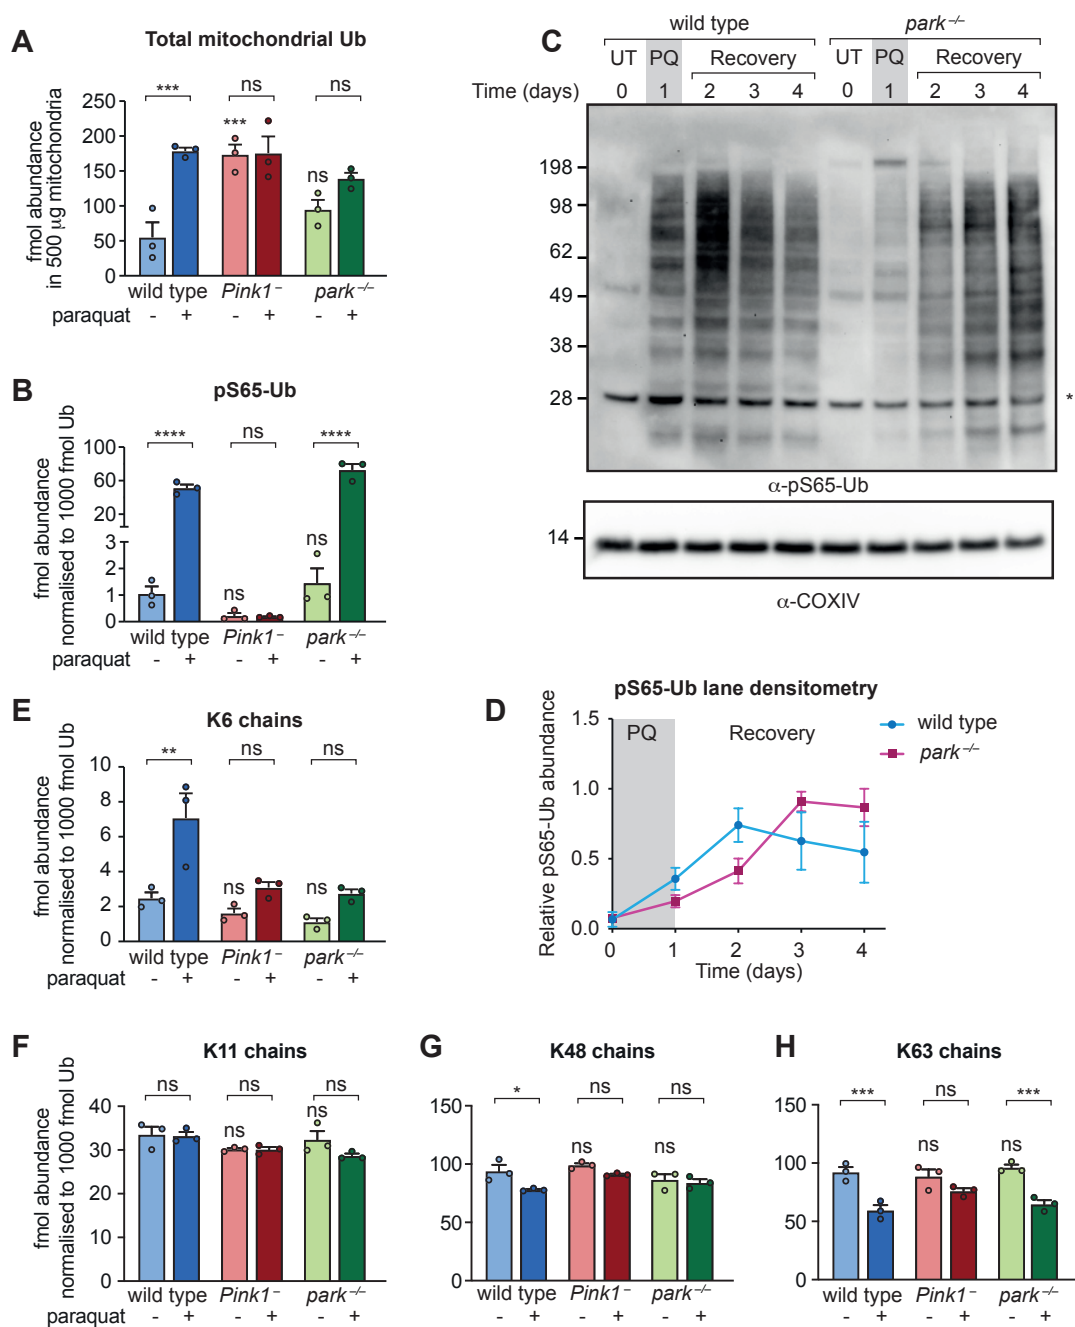 A
Total mitochondrial Ub
fmol abundance
in 500 µg mitochondria
250
200
150
100
50
0
***
ns
ns
***
ns
wild type Pink1⁻ park⁻/⁻
paraquat - + - + - +
B
pS65-Ub
fmol abundance
normalised to 1000 fmol Ub
100
60
20
3
2
1
0
****
ns
****
ns
ns
wild type Pink1⁻ park⁻/⁻
paraquat - + - + - +
C
wild type park⁻/⁻
UT PQ Recovery UT PQ Recovery
Time (days) 0 1 2 3 4 0 1 2 3 4
198
98
62
49
38
28
*
α-pS65-Ub
14
α-COXIV
D
pS65-Ub lane densitometry
Relative pS65-Ub abundance
1.5
1.0
0.5
0.0
PQ Recovery
wild type
park⁻/⁻
0 1 2 3 4
Time (days)
E
K6 chains
fmol abundance
normalised to 1000 fmol Ub
10
8
6
4
2
0
**
ns
ns
ns
ns
wild type Pink1⁻ park⁻/⁻
paraquat - + - + - +
F
K11 chains
fmol abundance
normalised to 1000 fmol Ub
40
30
20
10
0
ns
ns
ns
ns
ns
wild type Pink1⁻ park⁻/⁻
paraquat - + - + - +
G
K48 chains
150
100
50
0
*
ns
ns
ns
ns
wild type Pink1⁻ park⁻/⁻
- + - + - +
H
K63 chains
150
100
50
0
***
ns
***
ns
ns
wild type Pink1⁻ park⁻/⁻
- + - + - +